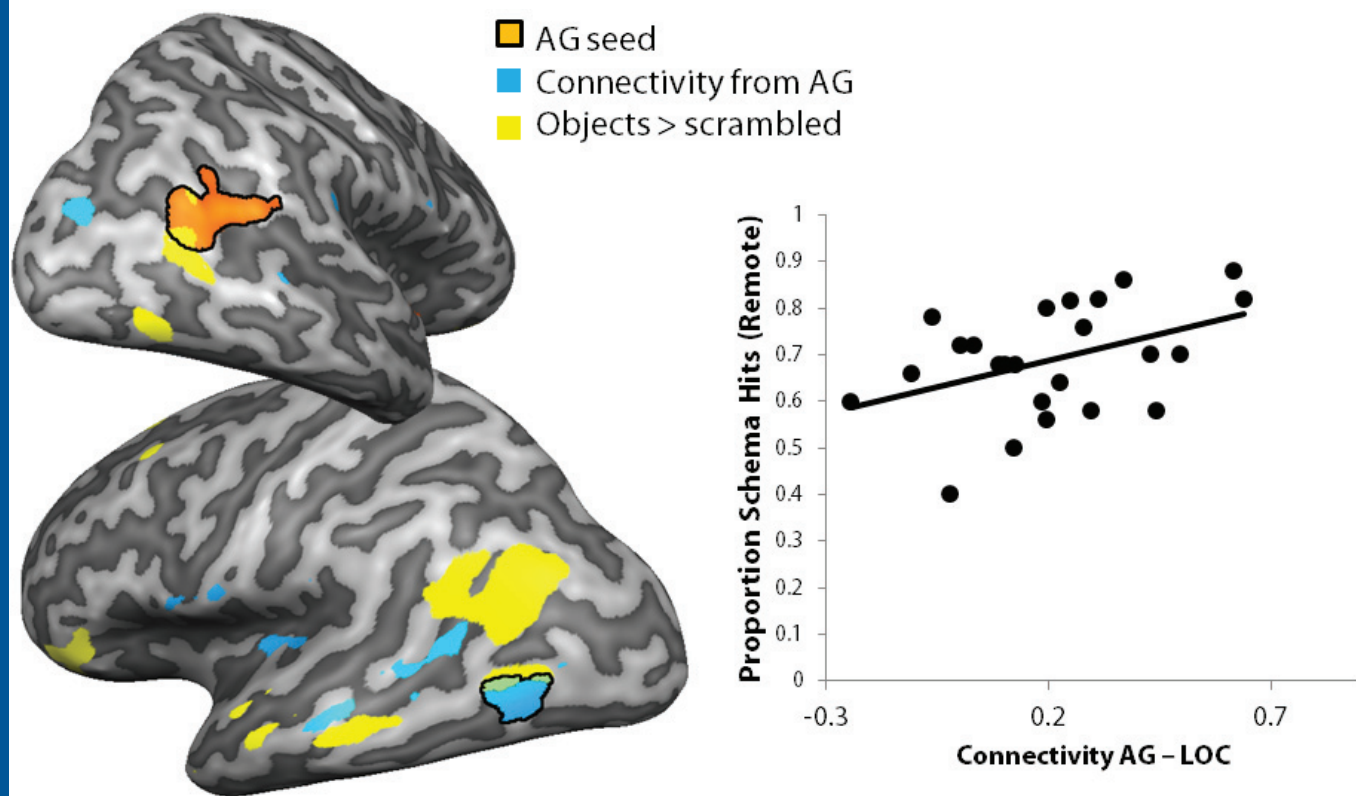 AG seed
Connectivity from AG
Objects > scrambled
Proportion Schema Hits (Remote)
1
0.9
0.8
0.7
0.6
0.5
0.4
0.3
0.2
0.1
0
-0.3 0.2 0.7
Connectivity AG – LOC